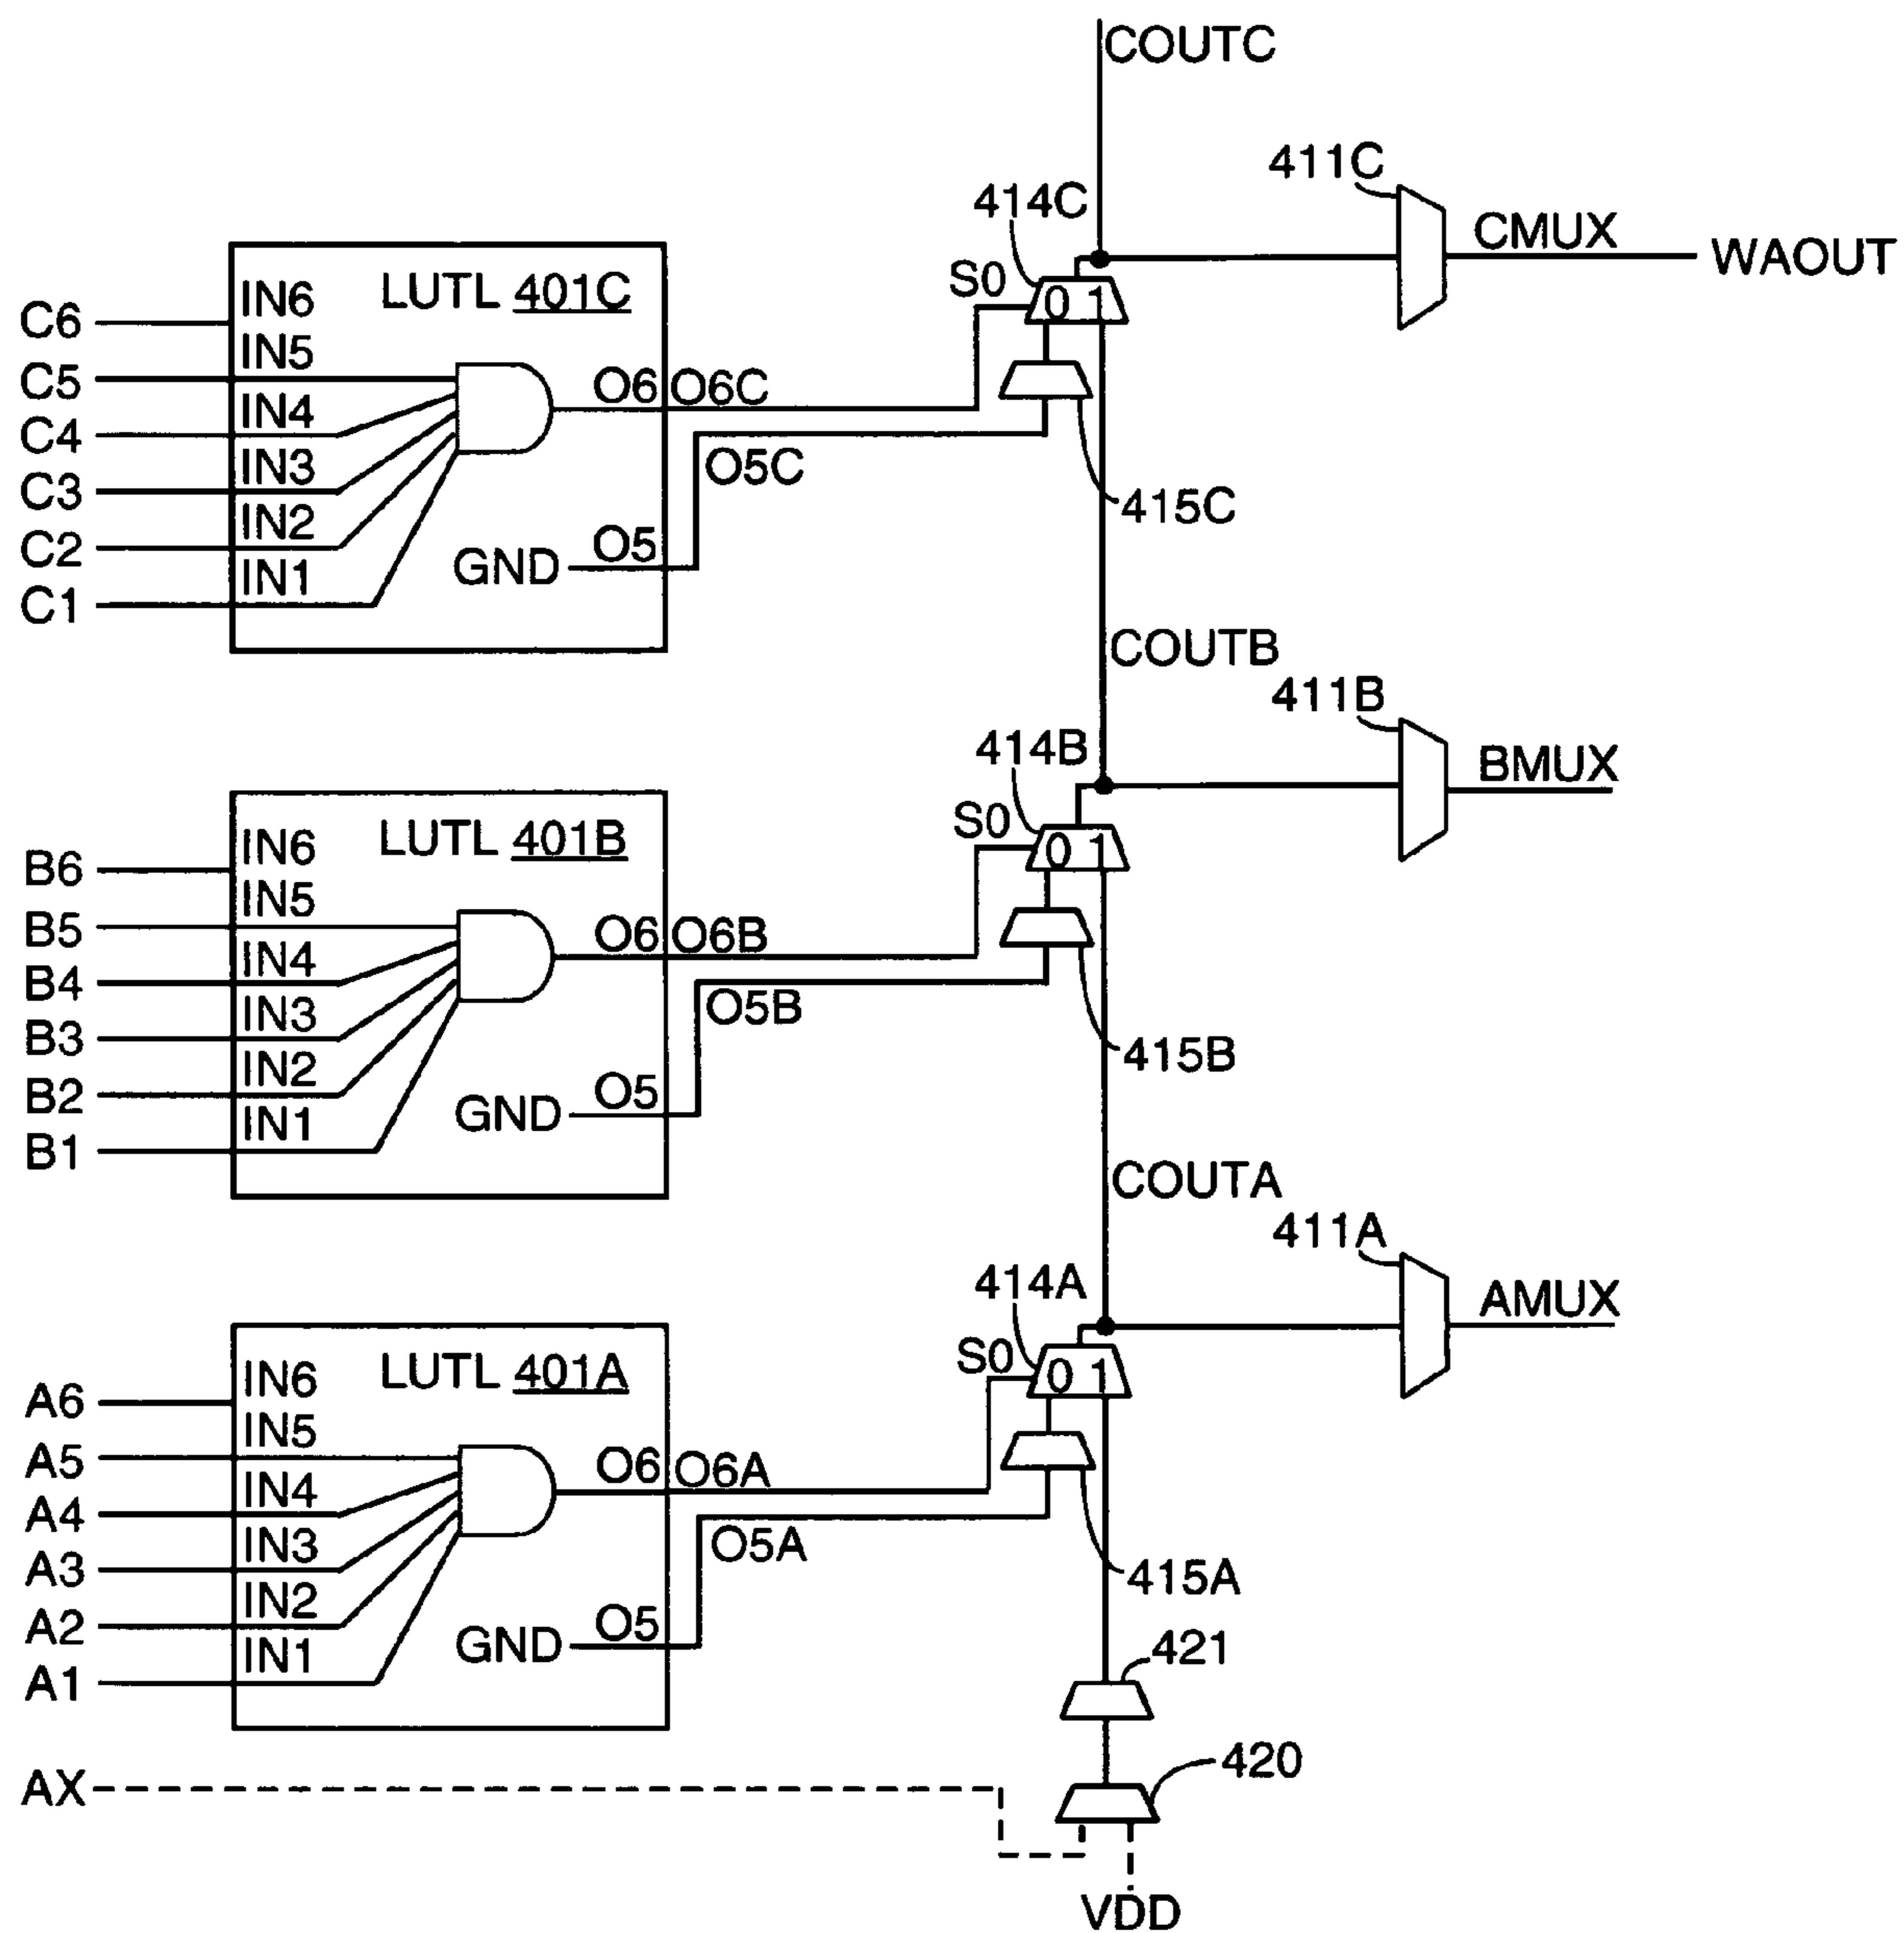 COUTC
411C
414C
CMUX
WAOUT
S0
0 1
LUTL 401C
C6 IN6
C5 IN5
C4 IN4
C3 IN3
C2 IN2
C1 IN1
O6 O6C
O5C
GND O5
415C
COUTB
411B
414B
BMUX
S0
0 1
LUTL 401B
B6 IN6
B5 IN5
B4 IN4
B3 IN3
B2 IN2
B1 IN1
O6 O6B
O5B
GND O5
415B
COUTA
411A
414A
AMUX
S0
0 1
LUTL 401A
A6 IN6
A5 IN5
A4 IN4
A3 IN3
A2 IN2
A1 IN1
O6 O6A
O5A
GND O5
415A
421
420
AX
VDD